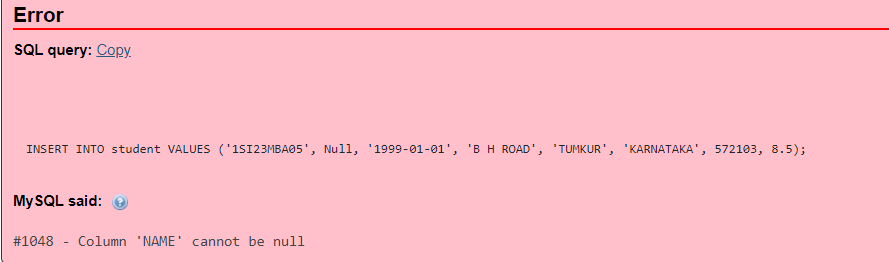 Error
SQL query: Copy
INSERT INTO student VALUES ('1SI23MBA05', Null, '1999-01-01', 'B H ROAD', 'TUMKUR', 'KARNATAKA', 572103, 8.5);
MySQL said:
#1048 - Column 'NAME' cannot be null